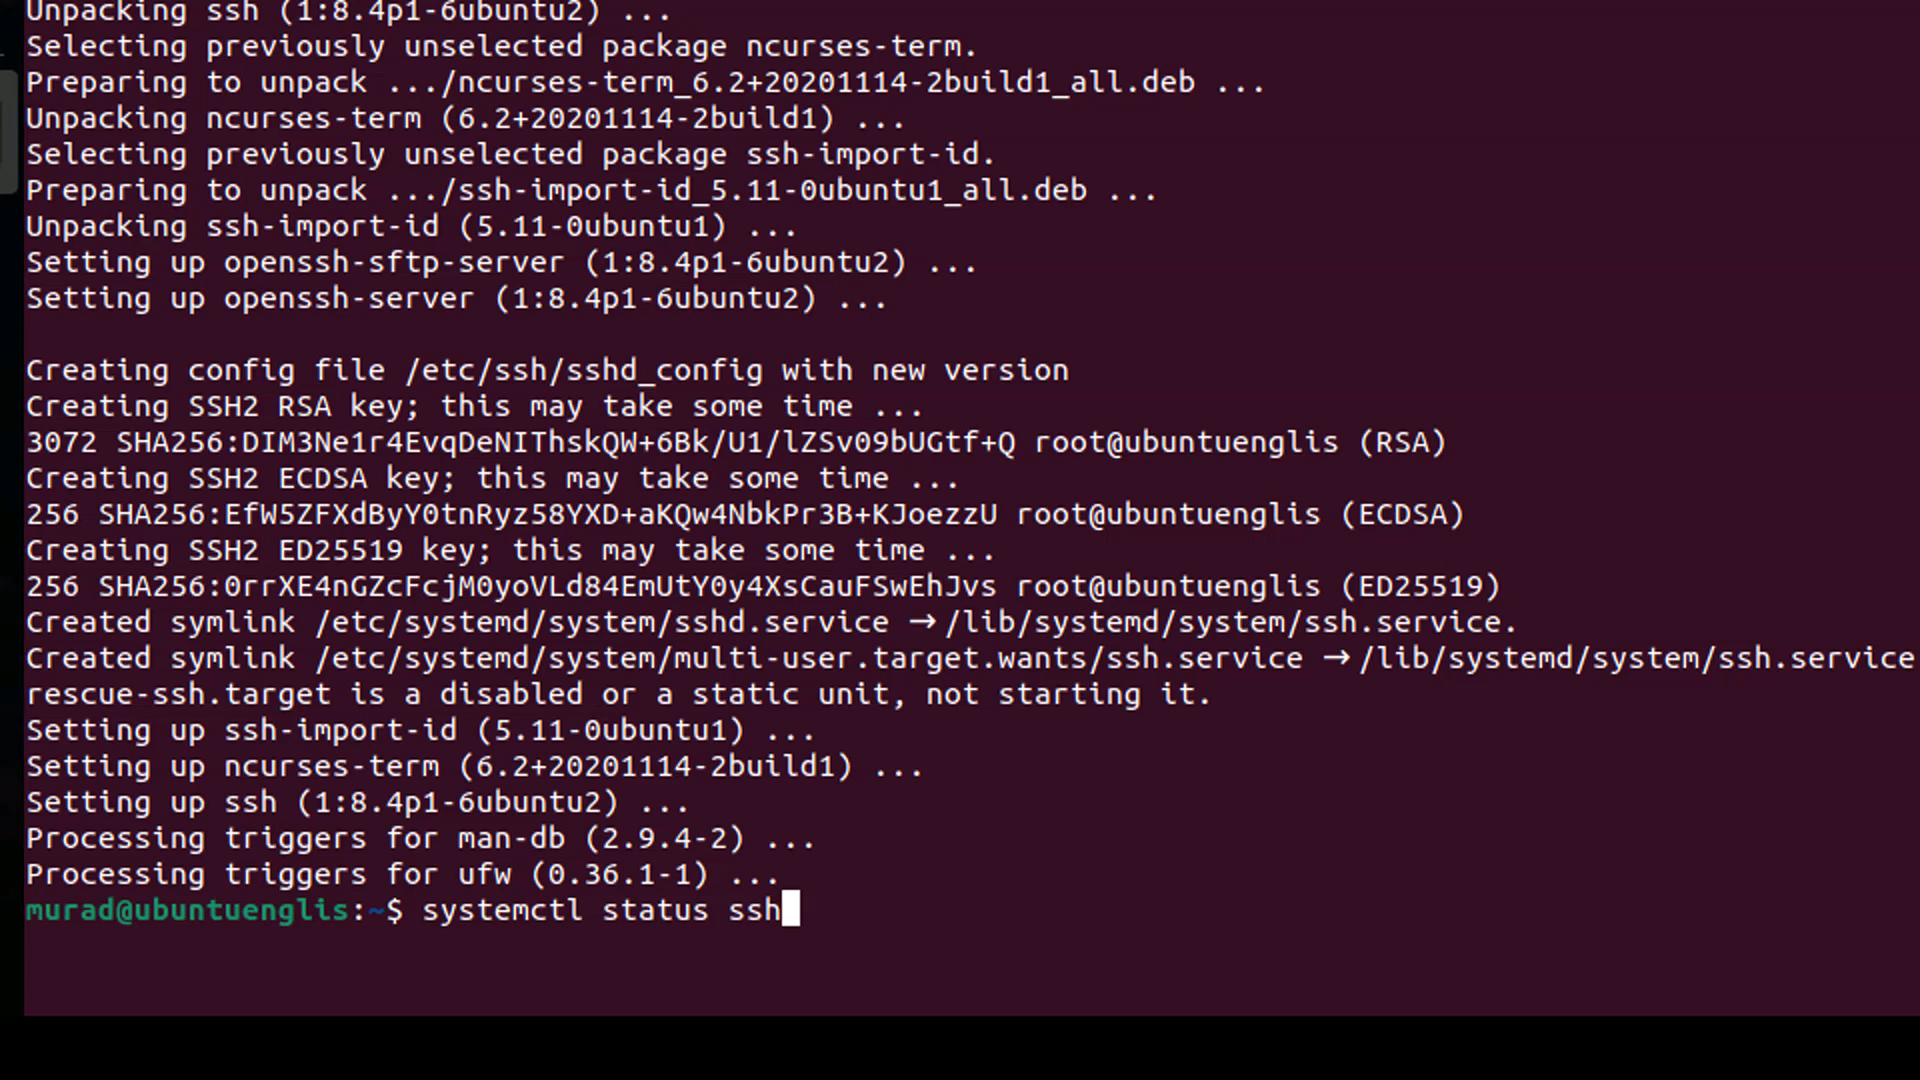 Unpacking ssh (1:8.4p1-6ubuntu2) ...
Selecting previously unselected package ncurses-term.
Preparing to unpack .../ncurses-term_6.2+20201114-2build1_all.deb ...
Unpacking ncurses-term (6.2+20201114-2build1) ...
Selecting previously unselected package ssh-import-id.
Preparing to unpack .../ssh-import-id_5.11-0ubuntu1_all.deb ...
Unpacking ssh-import-id (5.11-0ubuntu1) ...
Setting up openssh-sftp-server (1:8.4p1-6ubuntu2) ...
Setting up openssh-server (1:8.4p1-6ubuntu2) ...

Creating config file /etc/ssh/sshd_config with new version
Creating SSH2 RSA key; this may take some time ...
3072 SHA256:DIM3Ne1r4EvqDeNIThskQW+6Bk/U1/lZSv09bUGtf+Q root@ubuntuenglis (RSA)
Creating SSH2 ECDSA key; this may take some time ...
256 SHA256:EfW5ZFXdByY0tnRyz58YXD+aKQw4NbkPr3B+KJoezzU root@ubuntuenglis (ECDSA)
Creating SSH2 ED25519 key; this may take some time ...
256 SHA256:0rrXE4nGZcFcjM0yoVLd84EmUtY0y4XsCauFSwEhJvs root@ubuntuenglis (ED25519)
Created symlink /etc/systemd/system/sshd.service → /lib/systemd/system/ssh.service.
Created symlink /etc/systemd/system/multi-user.target.wants/ssh.service → /lib/systemd/system/ssh.service
rescue-ssh.target is a disabled or a static unit, not starting it.
Setting up ssh-import-id (5.11-0ubuntu1) ...
Setting up ncurses-term (6.2+20201114-2build1) ...
Setting up ssh (1:8.4p1-6ubuntu2) ...
Processing triggers for man-db (2.9.4-2) ...
Processing triggers for ufw (0.36.1-1) ...
murad@ubuntuenglis:~$ systemctl status ssh